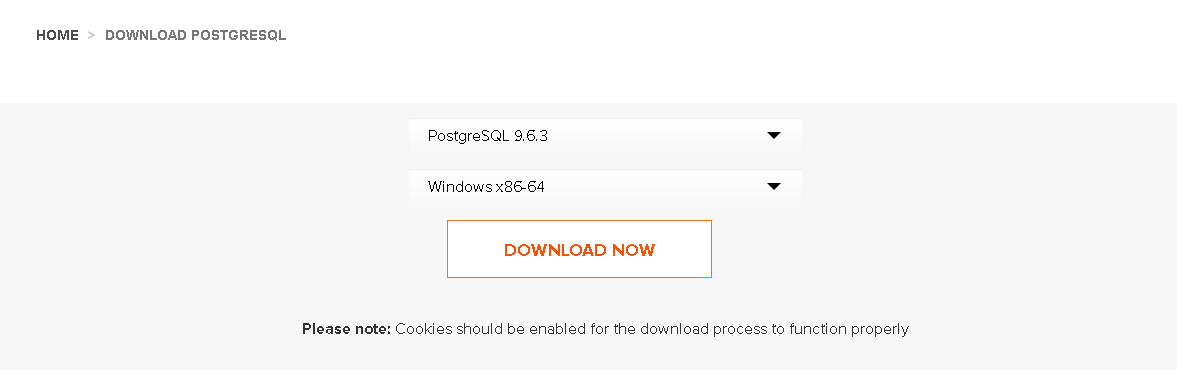 HOME > DOWNLOAD POSTGRESQL
PostgreSQL 9.6.3
Windows x86-64
DOWNLOAD NOW
Please note: Cookies should be enabled for the download process to function properly